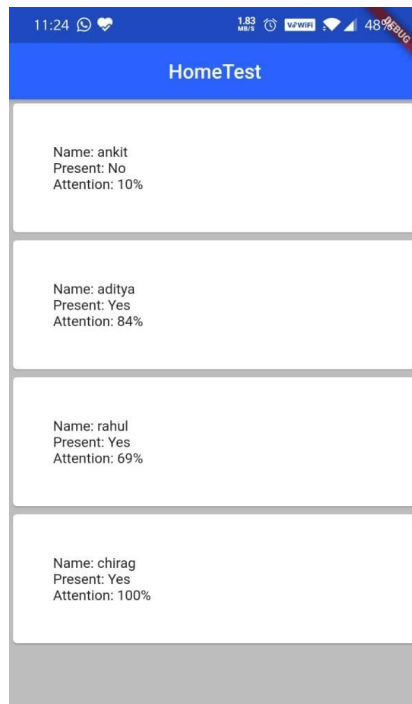 11:24
1.83
MB/S
VoWiFi
48%
DEBUG
HomeTest
Name: ankit
Present: No
Attention: 10%
Name: aditya
Present: Yes
Attention: 84%
Name: rahul
Present: Yes
Attention: 69%
Name: chirag
Present: Yes
Attention: 100%